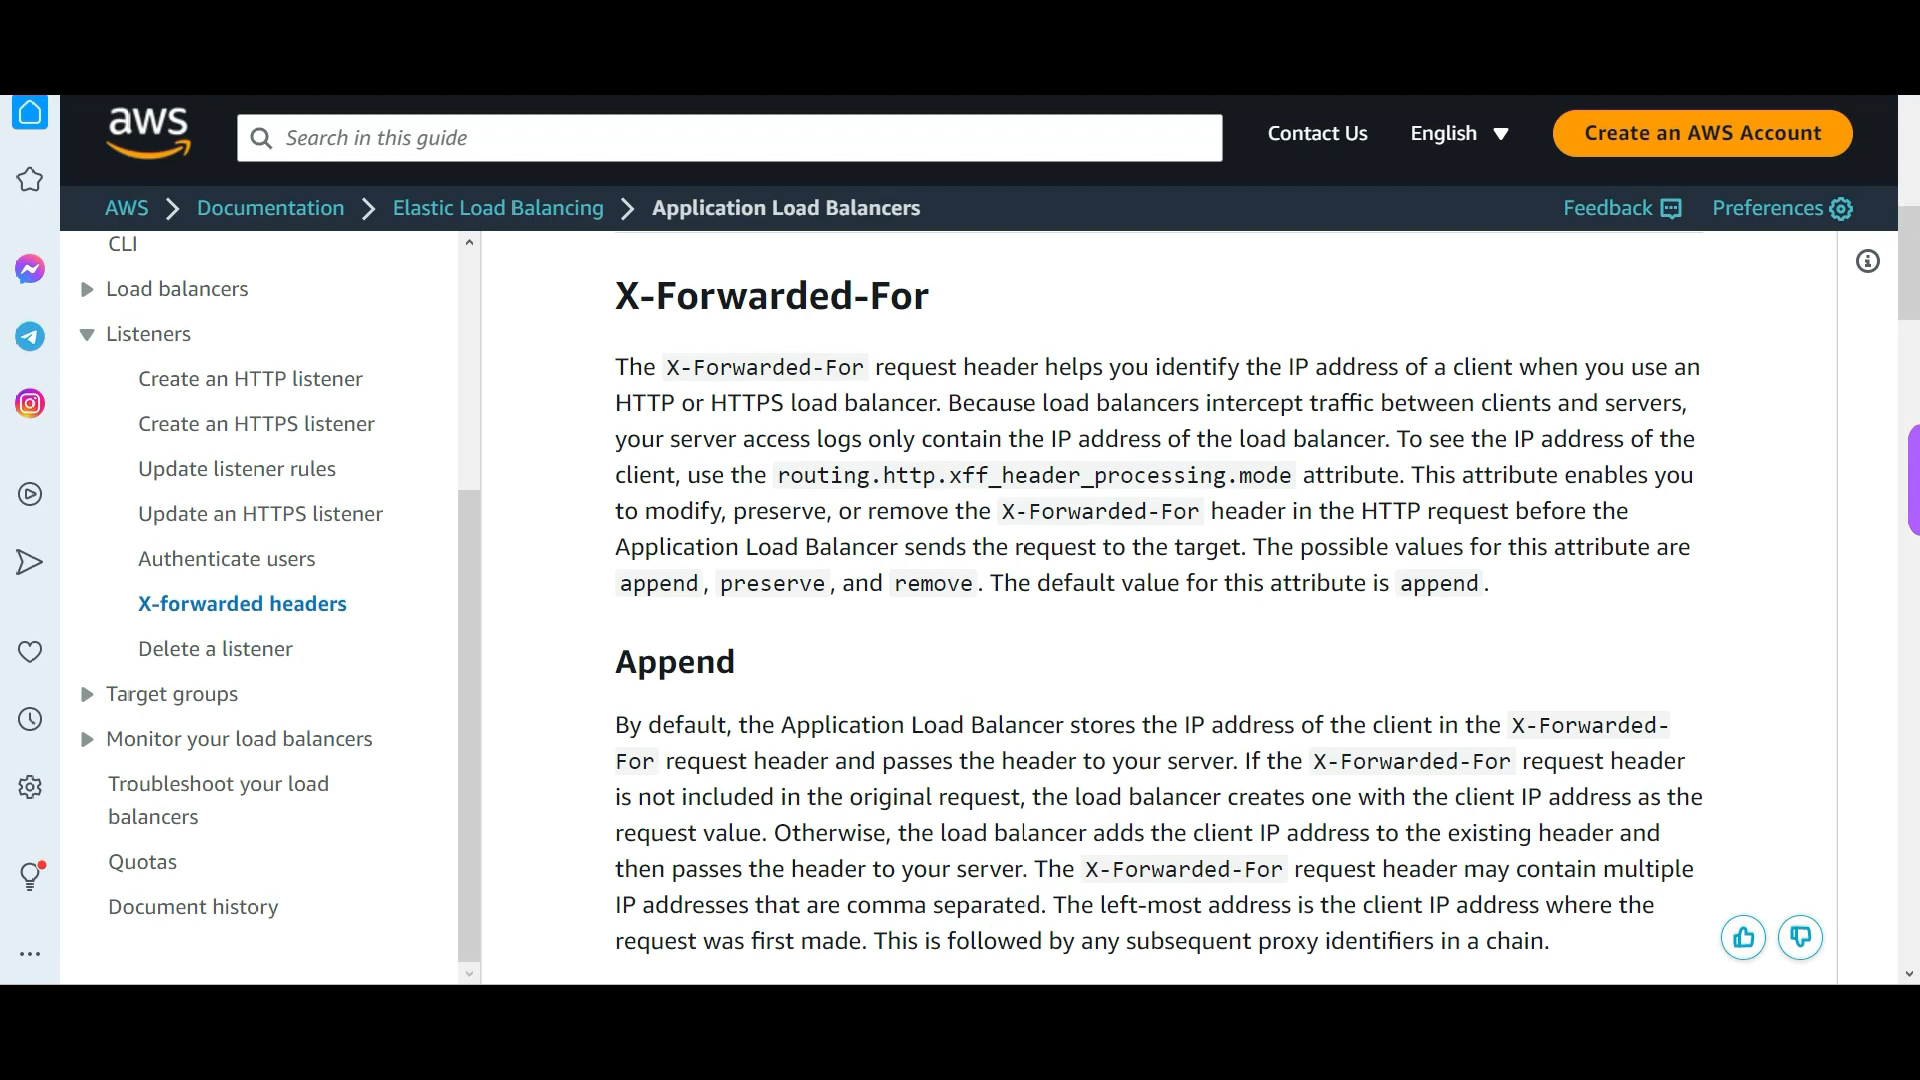 aws
Search in this guide
Contact Us
English
Create an AWS Account
AWS
Documentation
Elastic Load Balancing
Application Load Balancers
Feedback
Preferences
CLI
Load balancers
Listeners
Create an HTTP listener
Create an HTTPS listener
Update listener rules
Update an HTTPS listener
Authenticate users
X-forwarded headers
Delete a listener
Target groups
Monitor your load balancers
Troubleshoot your load
balancers
Quotas
Document history
X-Forwarded-For
The X-Forwarded-For request header helps you identify the IP address of a client when you use an
HTTP or HTTPS load balancer. Because load balancers intercept traffic between clients and servers,
your server access logs only contain the IP address of the load balancer. To see the IP address of the
client, use the routing.http.xff_header_processing.mode attribute. This attribute enables you
to modify, preserve, or remove the X-Forwarded-For header in the HTTP request before the
Application Load Balancer sends the request to the target. The possible values for this attribute are
append, preserve, and remove. The default value for this attribute is append.
Append
By default, the Application Load Balancer stores the IP address of the client in the X-Forwarded-
For request header and passes the header to your server. If the X-Forwarded-For request header
is not included in the original request, the load balancer creates one with the client IP address as the
request value. Otherwise, the load balancer adds the client IP address to the existing header and
then passes the header to your server. The X-Forwarded-For request header may contain multiple
IP addresses that are comma separated. The left-most address is the client IP address where the
request was first made. This is followed by any subsequent proxy identifiers in a chain.